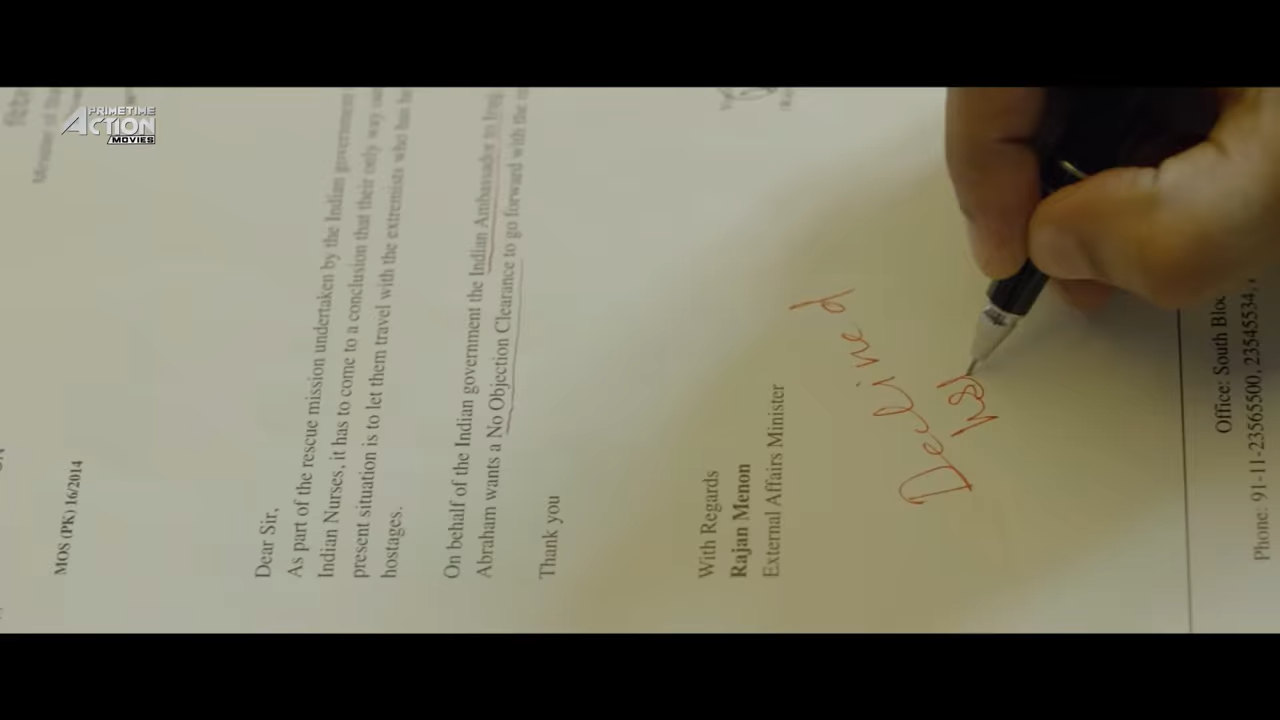 PRIMETIME
ACTION
MOVIES
MOS (PK) 16/2014
Dear Sir,
As part of the rescue mission undertaken by the Indian government
Indian Nurses, it has to come to a conclusion that their only way
present situation is to let them travel with the extremists who
hostages.
On behalf of the Indian government the Indian Ambassador to
Abraham wants a No Objection Clearance to go forward with the
Thank you
With Regards
Rajan Menon
External Affairs Minister
Declined
Office: South
Phone: 91-11-23565500, 23545534,